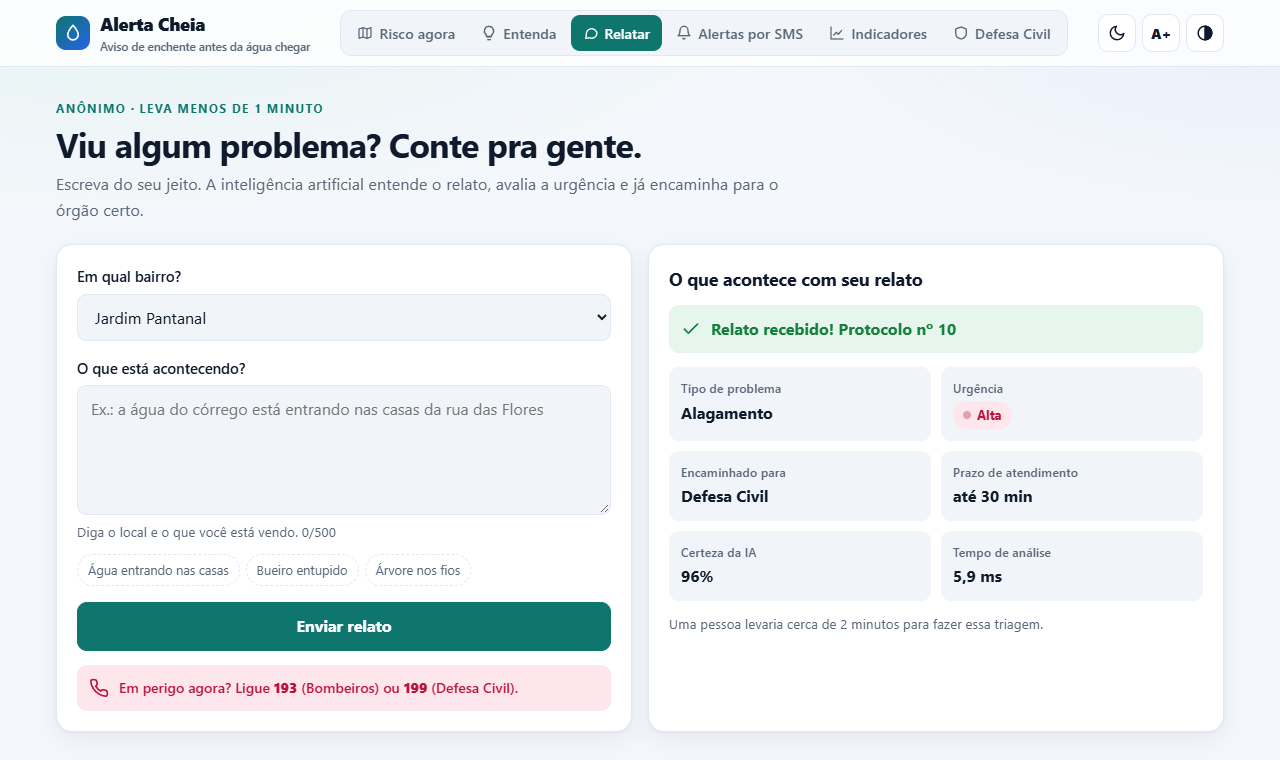 Alerta Cheia
Aviso de enchente antes da água chegar
Risco agora
Entenda
Relatar
Alertas por SMS
Indicadores
Defesa Civil
A+
ANÔNIMO · LEVA MENOS DE 1 MINUTO
Viu algum problema? Conte pra gente.
Escreva do seu jeito. A inteligência artificial entende o relato, avalia a urgência e já encaminha para o
órgão certo.
Em qual bairro?
Jardim Pantanal
O que está acontecendo?
Ex.: a água do córrego está entrando nas casas da rua das Flores
Diga o local e o que você está vendo. 0/500
Água entrando nas casas
Bueiro entupido
Árvore nos fios
Enviar relato
Em perigo agora? Ligue 193 (Bombeiros) ou 199 (Defesa Civil).
O que acontece com seu relato
Relato recebido! Protocolo nº 10
Tipo de problema
Alagamento
Urgência
Alta
Encaminhado para
Defesa Civil
Prazo de atendimento
até 30 min
Certeza da IA
96%
Tempo de análise
5,9 ms
Uma pessoa levaria cerca de 2 minutos para fazer essa triagem.